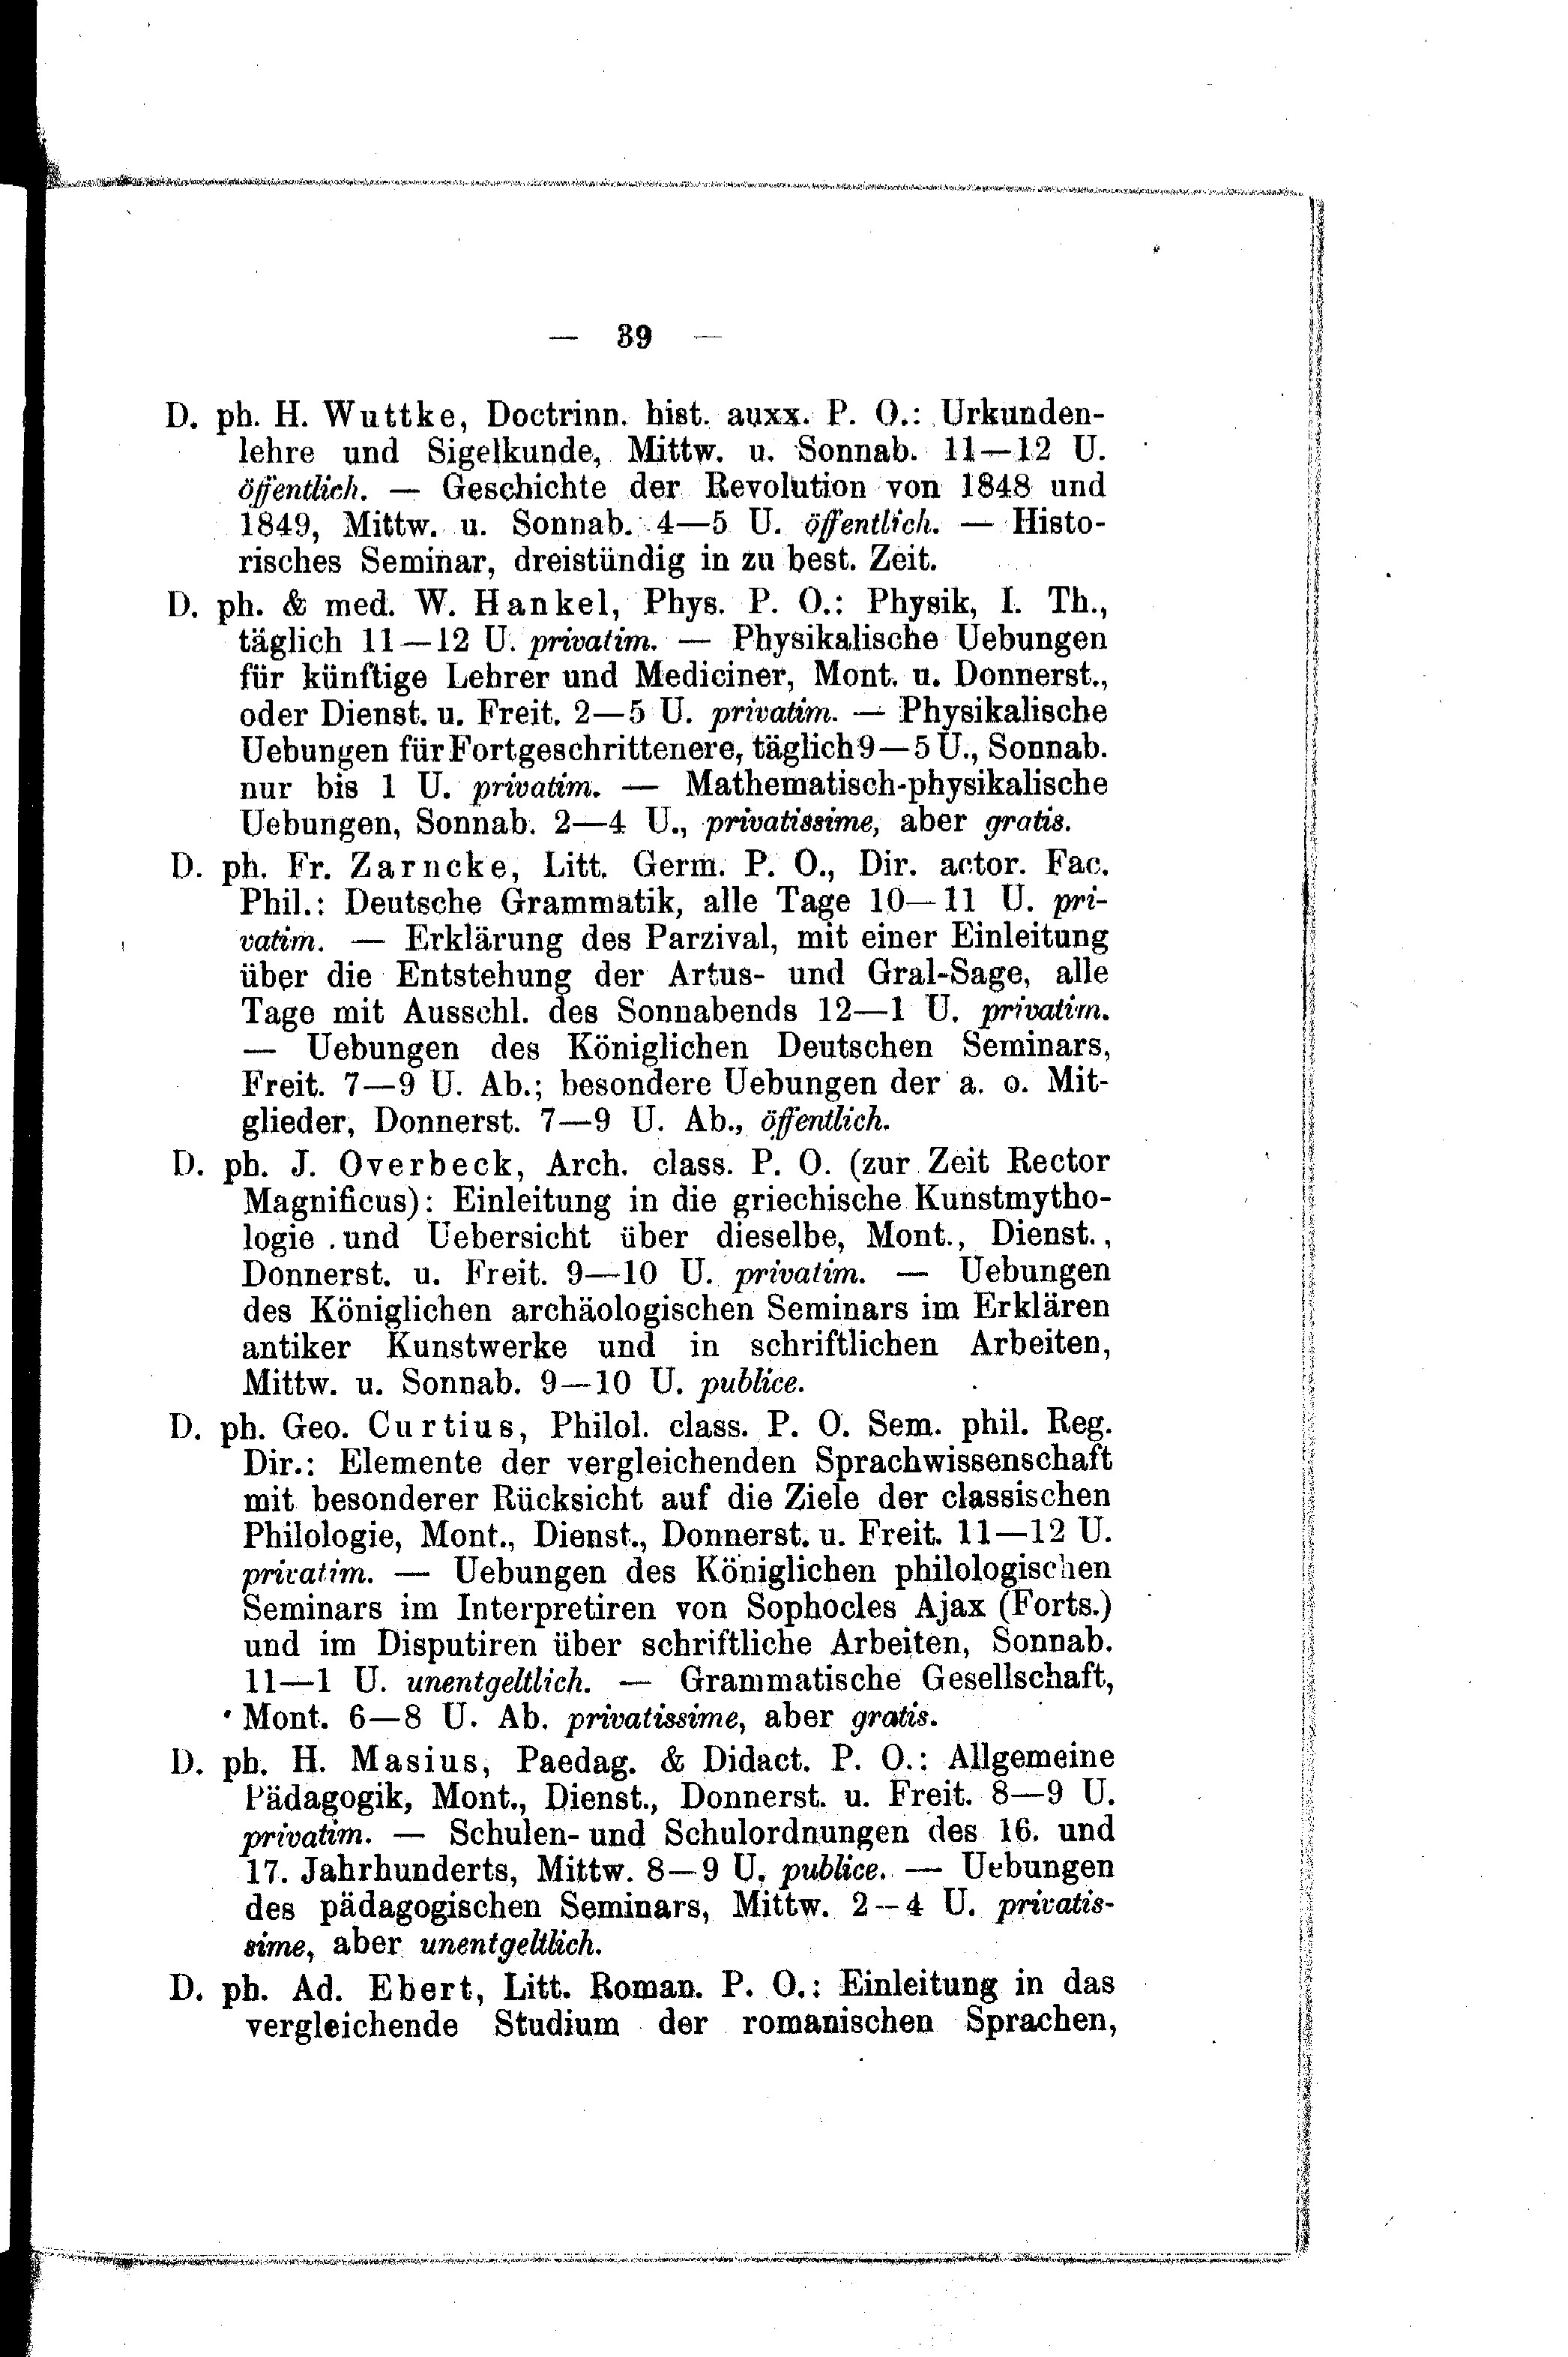 — 39 —
D. ph. H. Wuttke, Doctrinn. hist. auxx. P. O.: Urkunden-
lehre und Sigelkunde, Mittw. u. Sonnab. 11—12 U.
öffentlich. — Geschichte der Revolution von 1848 und
1849, Mittw. u. Sonnab. 4—5 U. öffentlich. — Histo-
risches Seminar, dreistündig in zu best. Zeit.
D. ph. & med. W. Hankel, Phys. P. O.: Physik, I. Th.,
täglich 11—12 U. privatim. — Physikalische Uebungen
für künftige Lehrer und Mediciner, Mont. u. Donnerst.,
oder Dienst. u. Freit. 2—5 U. privatim. — Physikalische
Uebungen für Fortgeschrittenere, täglich 9—5 U., Sonnab.
nur bis 1 U. privatim. — Mathematisch-physikalische
Uebungen, Sonnab. 2—4 U., privatissime, aber gratis.
D. ph. Fr. Zarncke, Litt. Germ. P. O., Dir. actor. Fac.
Phil.: Deutsche Grammatik, alle Tage 10—11 U. pri-
vatim. — Erklärung des Parzival, mit einer Einleitung
über die Entstehung der Artus- und Gral-Sage, alle
Tage mit Ausschl. des Sonnabends 12—1 U. privatim.
— Uebungen des Königlichen Deutschen Seminars,
Freit. 7—9 U. Ab.; besondere Uebungen der a. o. Mit-
glieder, Donnerst. 7—9 U. Ab., öffentlich.
D. ph. J. Overbeck, Arch. class. P. O. (zur Zeit Rector
Magnificus): Einleitung in die griechische Kunstmytho-
logie und Uebersicht über dieselbe, Mont., Dienst.,
Donnerst. u. Freit. 9—10 U. privatim. — Uebungen
des Königlichen archäologischen Seminars im Erklären
antiker Kunstwerke und in schriftlichen Arbeiten,
Mittw. u. Sonnab. 9—10 U. publice.
D. ph. Geo. Curtius, Philol. class. P. O. Sem. phil. Reg.
Dir.: Elemente der vergleichenden Sprachwissenschaft
mit besonderer Rücksicht auf die Ziele der classischen
Philologie, Mont., Dienst., Donnerst. u. Freit. 11—12 U.
privatim. — Uebungen des Königlichen philologischen
Seminars im Interpretiren von Sophocles Ajax (Forts.)
und im Disputiren über schriftliche Arbeiten, Sonnab.
11—1 U. unentgeltlich. — Grammatische Gesellschaft,
Mont. 6—8 U. Ab. privatissime, aber gratis.
D. ph. H. Masius, Paedag. & Didact. P. O.: Allgemeine
Pädagogik, Mont., Dienst., Donnerst. u. Freit. 8—9 U.
privatim. — Schulen- und Schulordnungen des 16. und
17. Jahrhunderts, Mittw. 8—9 U. publice. — Uebungen
des pädagogischen Seminars, Mittw. 2—4 U. privatis-
sime, aber unentgeltlich.
D. ph. Ad. Ebert, Litt. Roman. P. O.: Einleitung in das
vergleichende Studium der romanischen Sprachen,